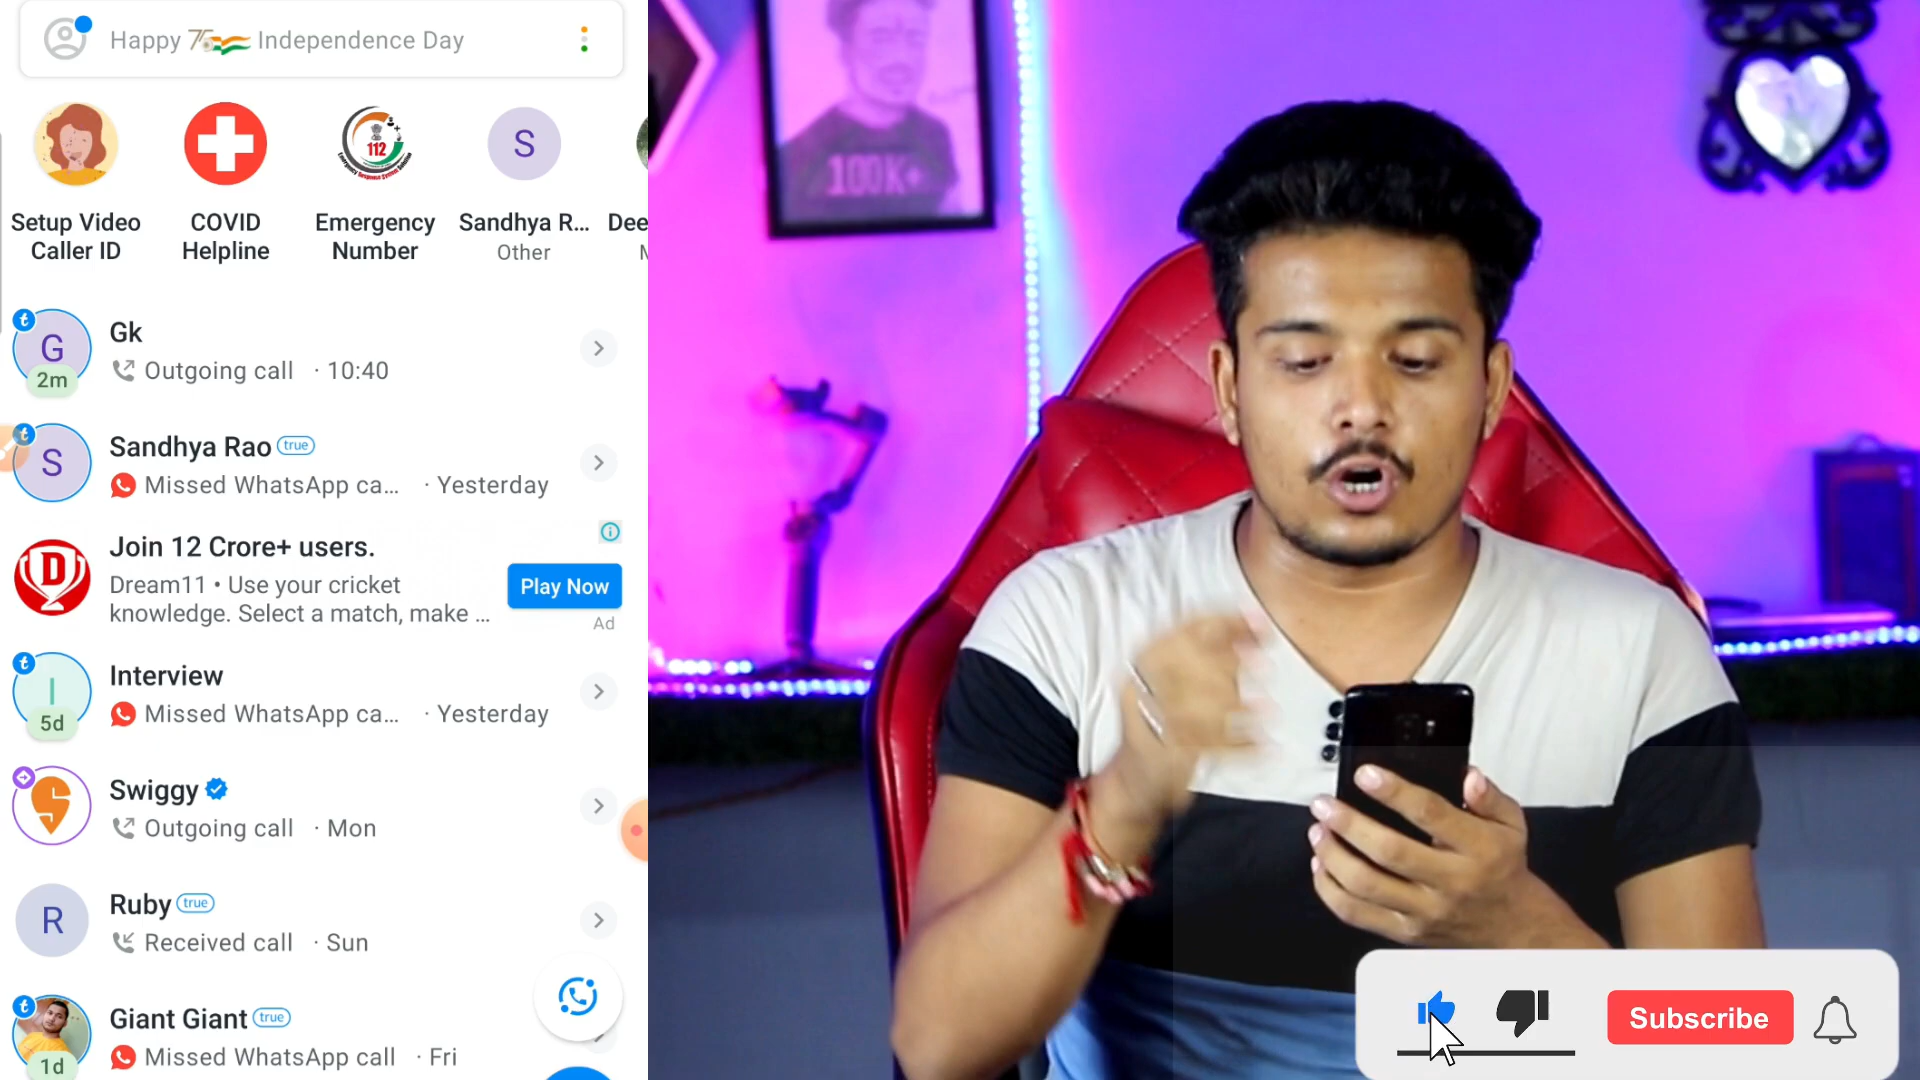 Happy 75 Independence Day
Setup Video
Caller ID
COVID
Helpline
112
Emergency
Number
S
Sandhya R...
Other
Dee
M
G
2m
Gk
Outgoing call · 10:40
S
Sandhya Rao true
Missed WhatsApp ca... · Yesterday
D
Join 12 Crore+ users.
Dream11 • Use your cricket
knowledge. Select a match, make ...
Play Now
Ad
I
5d
Interview
Missed WhatsApp ca... · Yesterday
Swiggy
Outgoing call · Mon
R
Ruby true
Received call · Sun
1d
Giant Giant true
Missed WhatsApp call · Fri
100K+
Subscribe